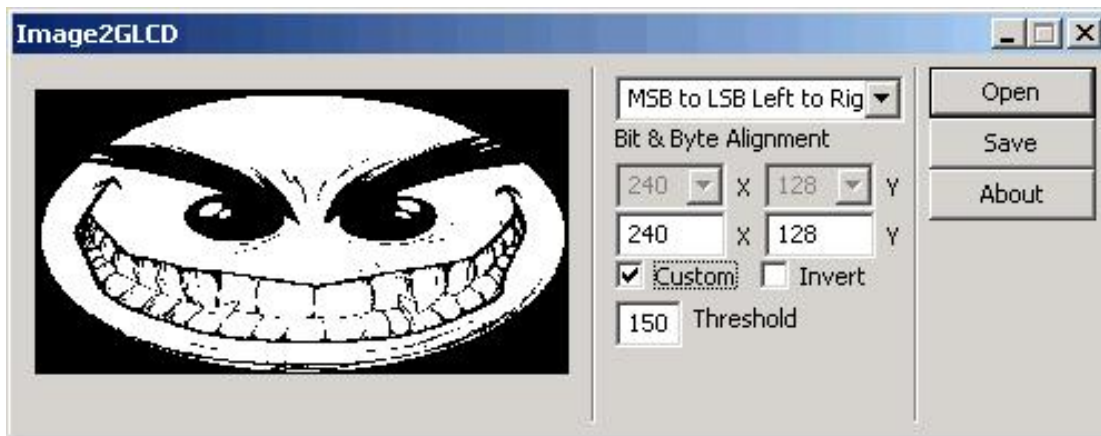 Image2GLCD
MSB to LSB Left to Rig
Bit & Byte Alignment
240 X 128 Y
240 X 128 Y
Custom Invert
150 Threshold
Open
Save
About